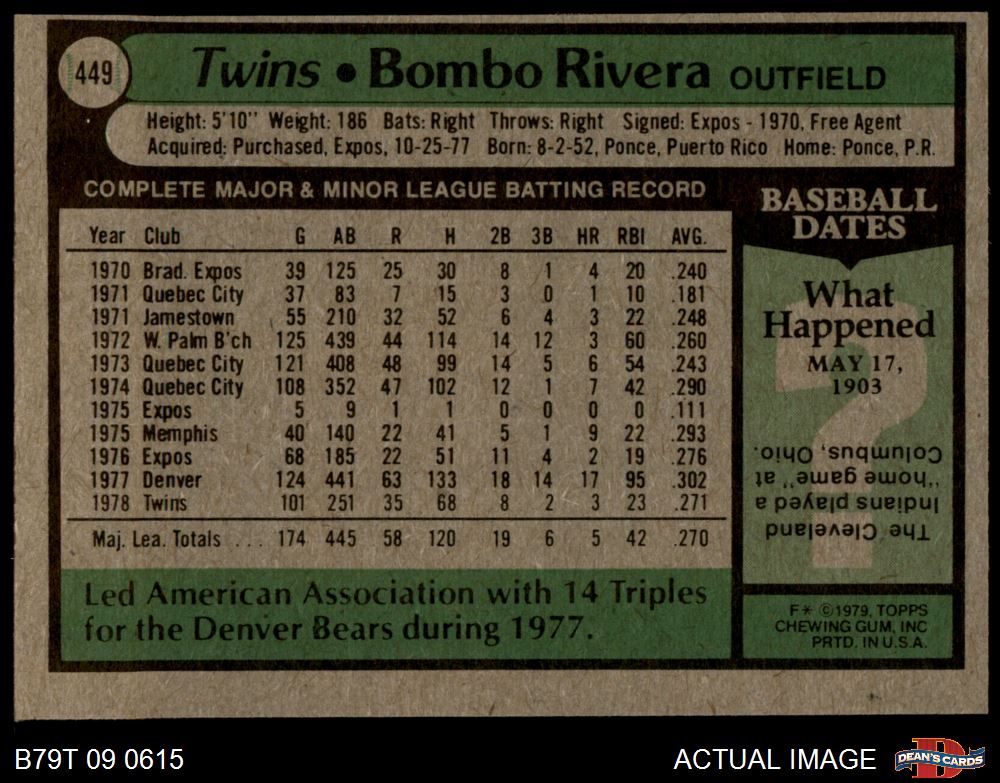 449
Twins • Bombo Rivera OUTFIELD
Height: 5'10" Weight: 186 Bats: Right Throws: Right Signed: Expos - 1970, Free Agent
Acquired: Purchased, Expos, 10-25-77 Born: 8-2-52, Ponce, Puerto Rico Home: Ponce, P.R.
COMPLETE MAJOR & MINOR LEAGUE BATTING RECORD
Year Club G AB R H 2B 3B HR RBI AVG.
1970 Brad. Expos 39 125 25 30 8 1 4 20 .240
1971 Quebec City 37 83 7 15 3 0 1 10 .181
1971 Jamestown 55 210 32 52 6 4 3 22 .248
1972 W. Palm B'ch 125 439 44 114 14 12 3 60 .260
1973 Quebec City 121 408 48 99 14 5 6 54 .243
1974 Quebec City 108 352 47 102 12 1 7 42 .290
1975 Expos 5 9 1 1 0 0 0 0 .111
1975 Memphis 40 140 22 41 5 1 9 22 .293
1976 Expos 68 185 22 51 11 4 2 19 .276
1977 Denver 124 441 63 133 18 14 17 95 .302
1978 Twins 101 251 35 68 8 2 3 23 .271
Maj. Lea. Totals ... 174 445 58 120 19 6 5 42 .270
Led American Association with 14 Triples
for the Denver Bears during 1977.
BASEBALL
DATES
What
Happened
MAY 17,
1903
?
The Cleveland
Indians played a
"home game" at
Columbus, Ohio.
F* ©1979, TOPPS
CHEWING GUM, INC
PRTD. IN U.S.A.
B79T 09 0615
ACTUAL IMAGE
D
DEAN'S CARDS